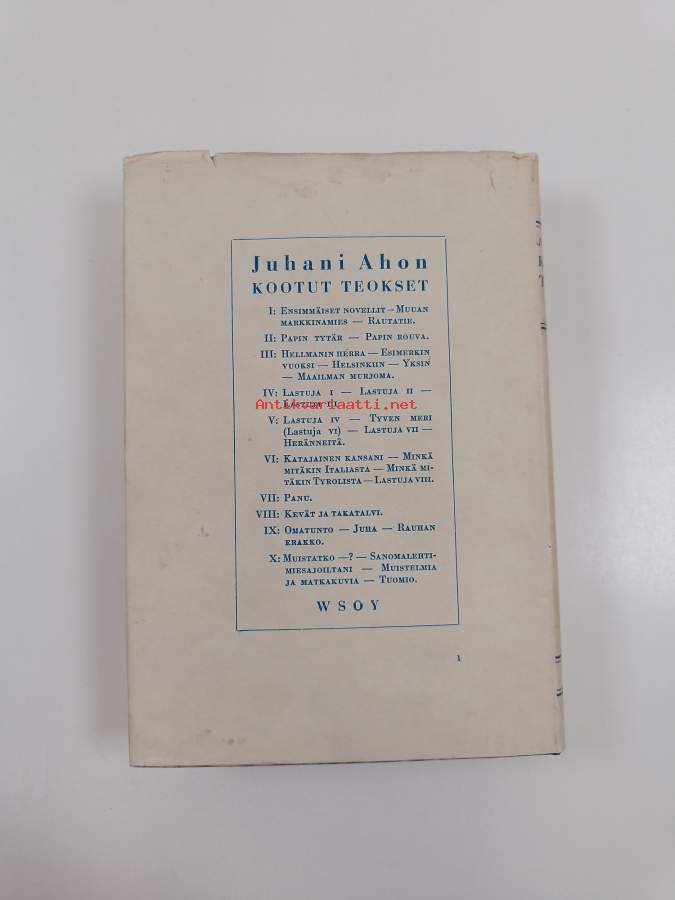 Juhani Ahon
KOOTUT TEOKSET
I: Ensimmäiset novellit — Muuan
markkinamies — Rautatie.
II: Papin tytär — Papin rouva.
III: Hellmanin herra — Esimerkin
vuoksi — Helsinkiin — Yksin
— Maailman murjoma.
IV: Lastuja I — Lastuja II —
Lastuja III.
Antikvariaatti.net
V: Lastuja IV — Tyven meri
(Lastuja VI) — Lastuja VII —
Heränneitä.
VI: Katajainen kansani — Minkä
mitäkin Italiasta — Minkä mi-
täkin Tyrolista — Lastuja VIII.
VII: Panu.
VIII: Kevät ja takatalvi.
IX: Omatunto — Juha — Rauhan
erakko.
X: Muistatko —? — Sanomalehti-
miesajoiltani — Muistelmia
ja matkakuvia — Tuomio.
WSOY
1